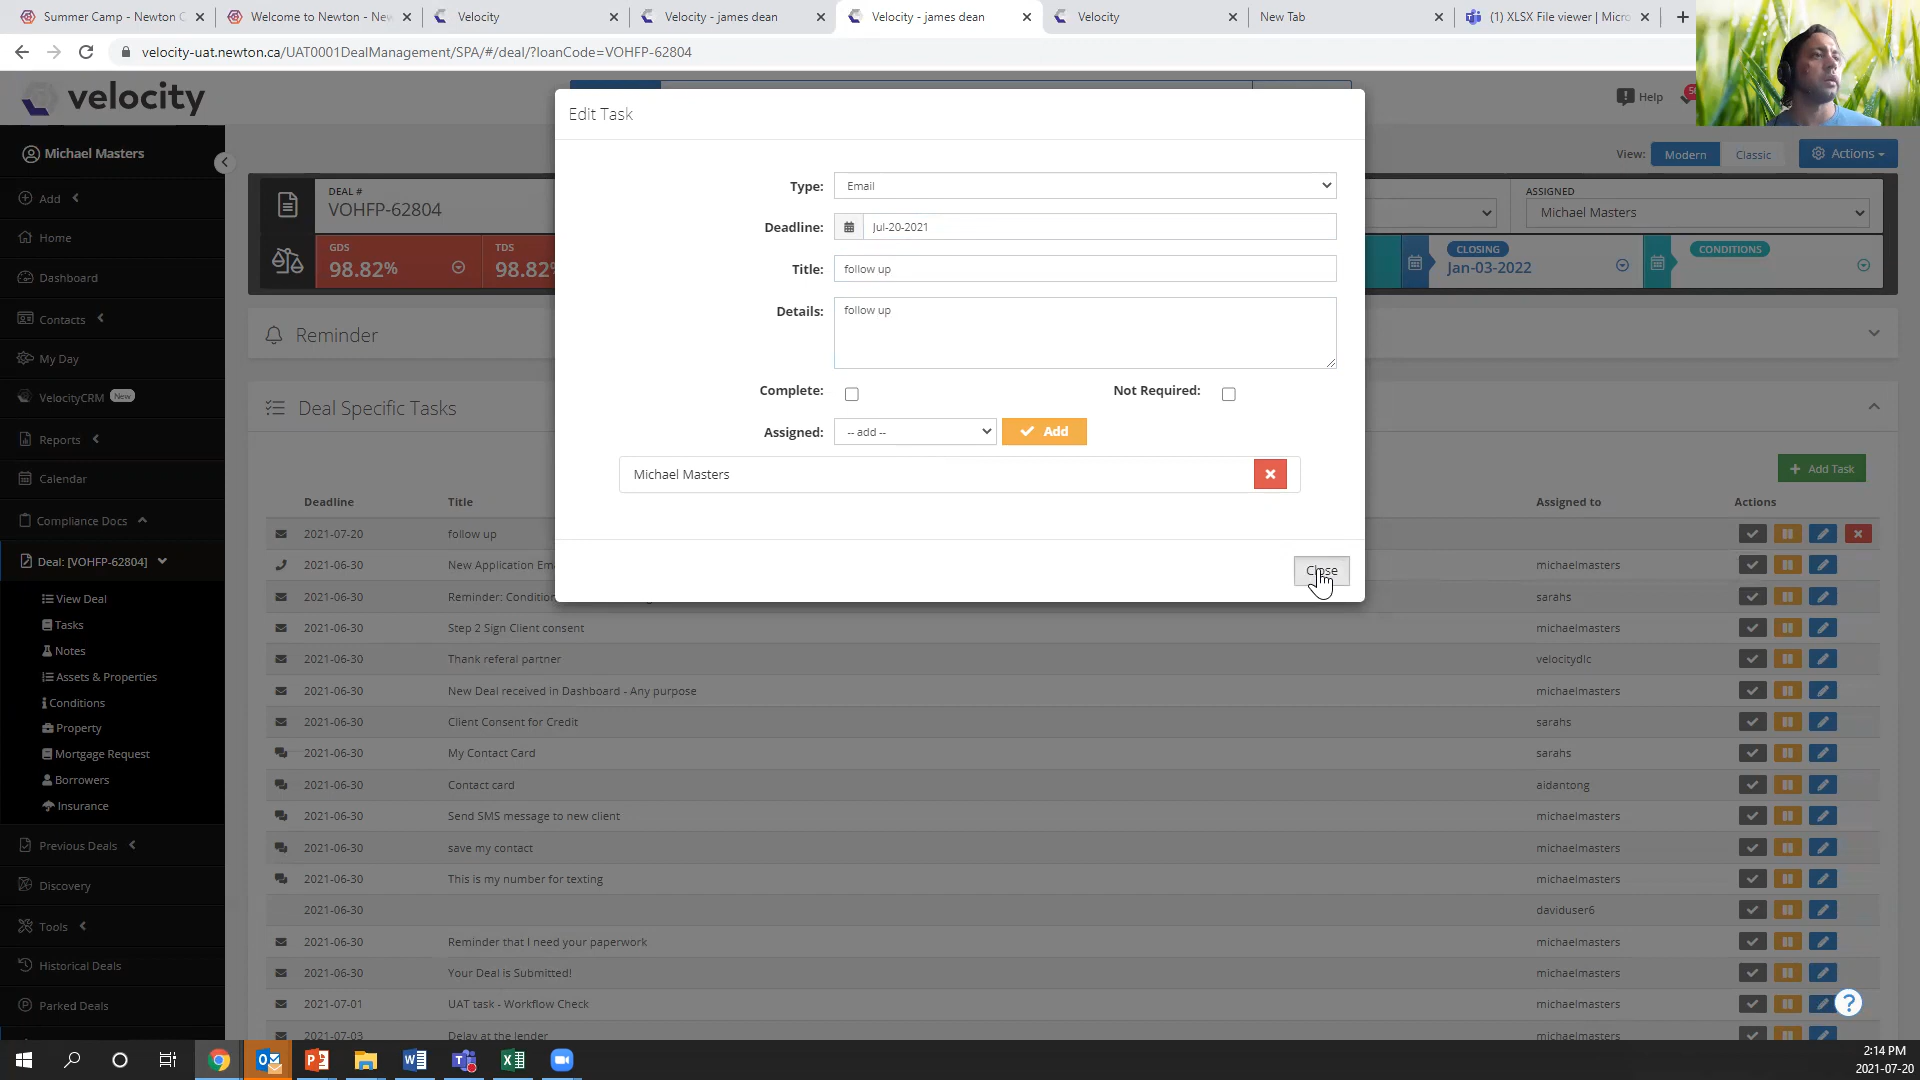 Summer Camp - Newton C
Welcome to Newton - New
Velocity
Velocity - james dean
Velocity - james dean
Velocity
New Tab
(1) XLSX File viewer | Micro
velocity-uat.newton.ca/UAT0001DealManagement/SPA/#/deal/?loanCode=VOHFP-62804
velocity
Help
Michael Masters
Add
Home
Dashboard
Contacts
My Day
VelocityCRM New
Reports
Calendar
Compliance Docs
Deal: [VOHFP-62804]
View Deal
Tasks
Notes
Assets & Properties
Conditions
Property
Mortgage Request
Borrowers
Insurance
Previous Deals
Discovery
Tools
Historical Deals
Parked Deals
View: Modern Classic Actions
DEAL #
VOHFP-62804
ASSIGNED
Michael Masters
GDS
98.82%
TDS
98.82%
CLOSING
Jan-03-2022
CONDITIONS
Reminder
Deal Specific Tasks
Add Task
Edit Task
Type: Email
Deadline: Jul-20-2021
Title: follow up
Details: follow up
Complete: Not Required:
Assigned: -- add -- Add
Michael Masters
Close
Deadline Title Assigned to Actions
2021-07-20 follow up
2021-06-30 New Application Em michaelmasters
2021-06-30 Reminder: Condition sarahs
2021-06-30 Step 2 Sign Client consent michaelmasters
2021-06-30 Thank referal partner velocitydlc
2021-06-30 New Deal received in Dashboard - Any purpose michaelmasters
2021-06-30 Client Consent for Credit sarahs
2021-06-30 My Contact Card sarahs
2021-06-30 Contact card aidantong
2021-06-30 Send SMS message to new client michaelmasters
2021-06-30 save my contact michaelmasters
2021-06-30 This is my number for texting michaelmasters
2021-06-30 daviduser6
2021-06-30 Reminder that I need your paperwork michaelmasters
2021-06-30 Your Deal is Submitted! michaelmasters
2021-07-01 UAT task - Workflow Check michaelmasters
2021-07-03 Delay at the lender michaelmasters
2:14 PM
2021-07-20